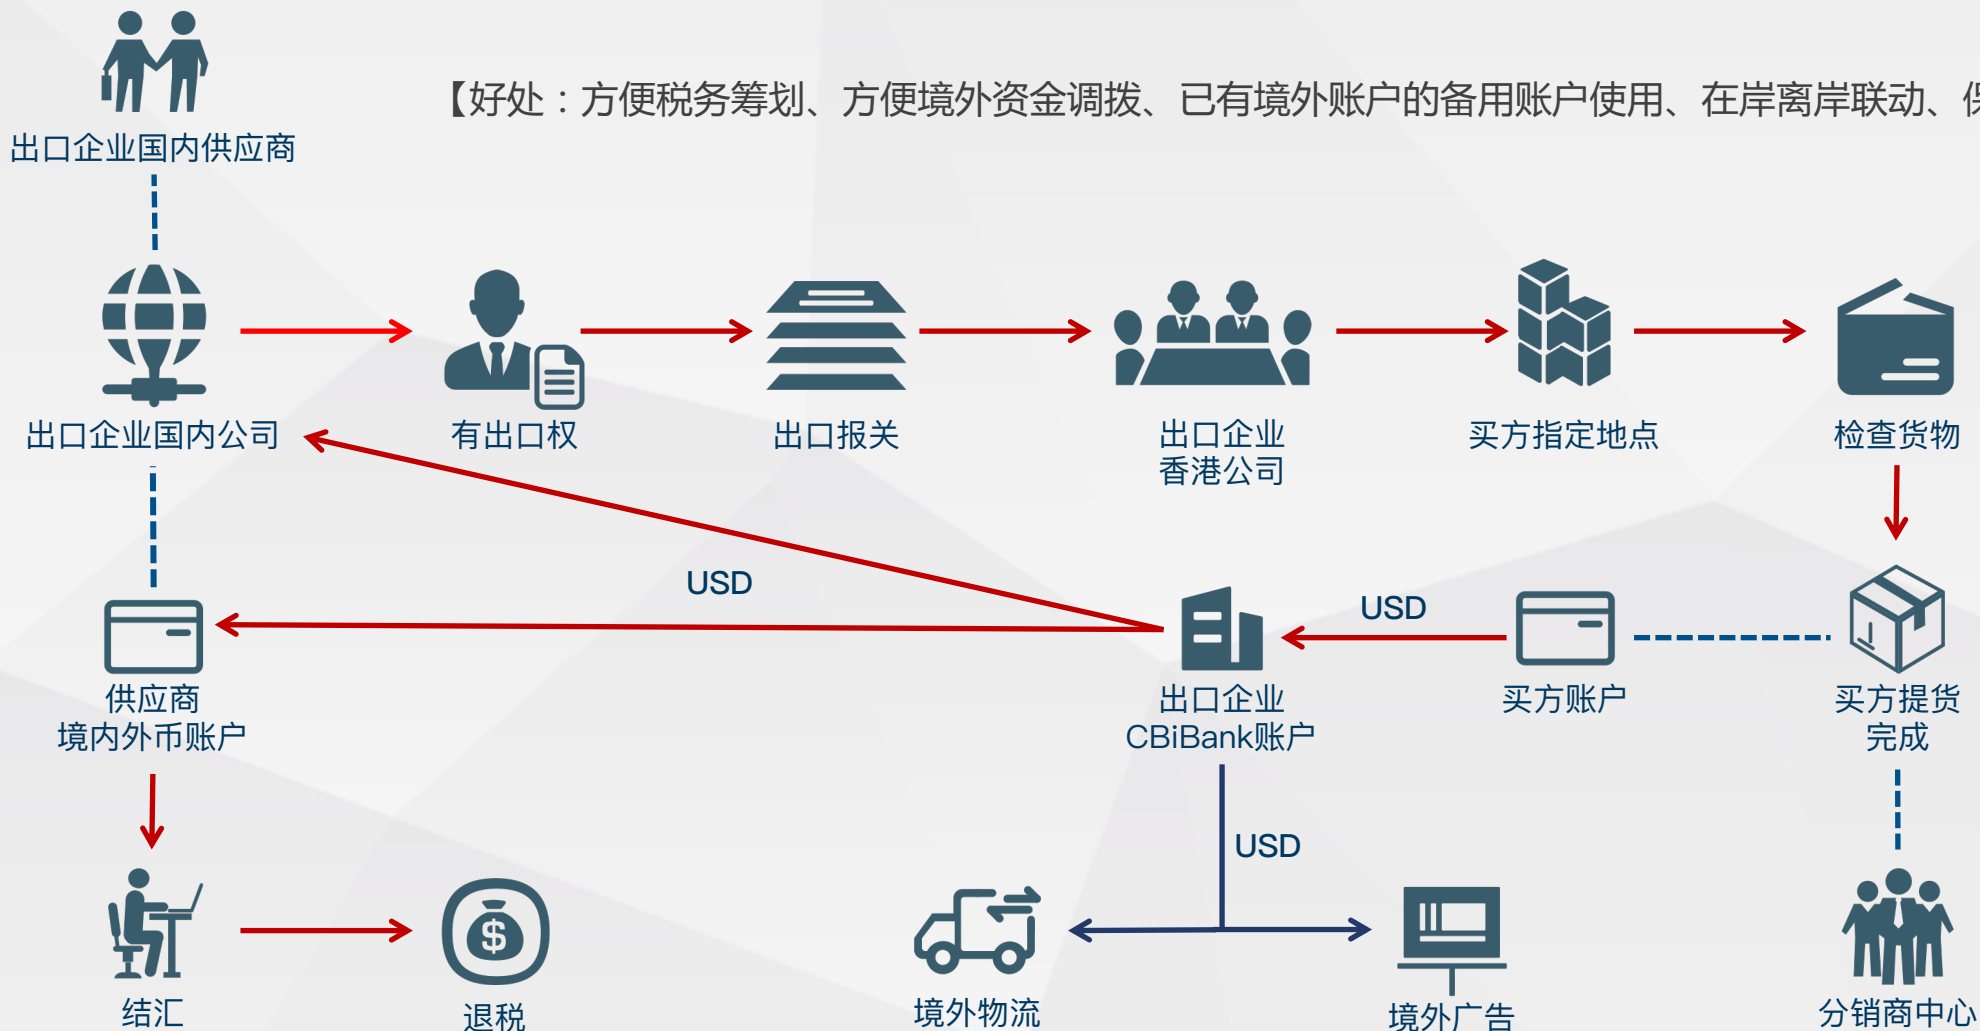 【好处：方便税务筹划、方便境外资金调拨、已有境外账户的备用账户使用、在岸离岸联动、
出口企业国内供应商
出口企业国内公司
有出口权
出口报关
出口企业
香港公司
买方指定地点
检查货物
USD
USD
供应商
境内外币账户
出口企业
CBiBank账户
买方账户
买方提货
完成
USD
结汇
退税
境外物流
境外广告
分销商中心